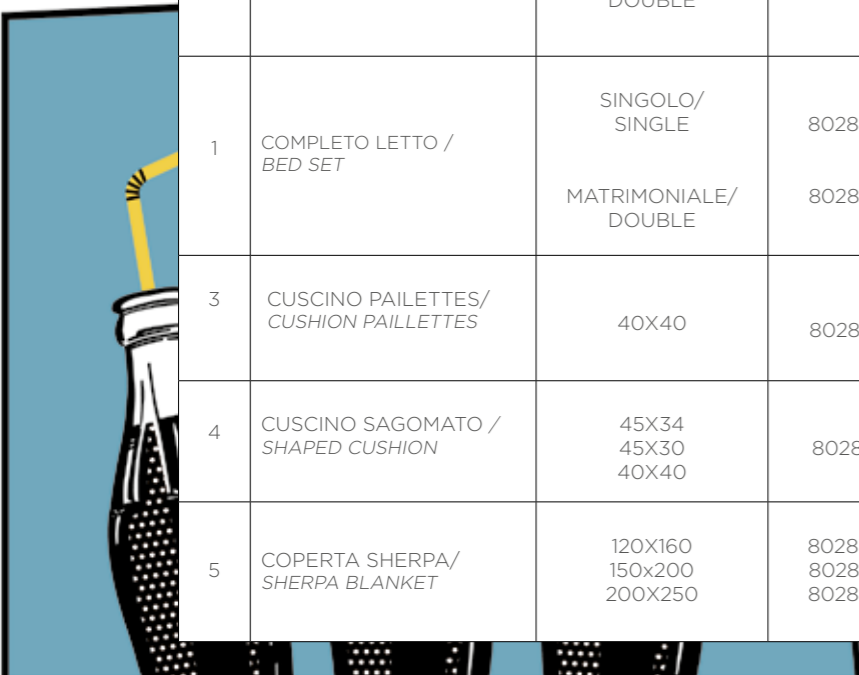 DOUBLE
1
COMPLETO LETTO /
BED SET
SINGOLO/
SINGLE
8028
MATRIMONIALE/
DOUBLE
8028
3
CUSCINO PAILETTES/
CUSHION PAILLETTES
40X40
8028
4
CUSCINO SAGOMATO /
SHAPED CUSHION
45X34
45X30
40X40
8028
5
COPERTA SHERPA/
SHERPA BLANKET
120X160
150x200
200X250
8028
8028
8028